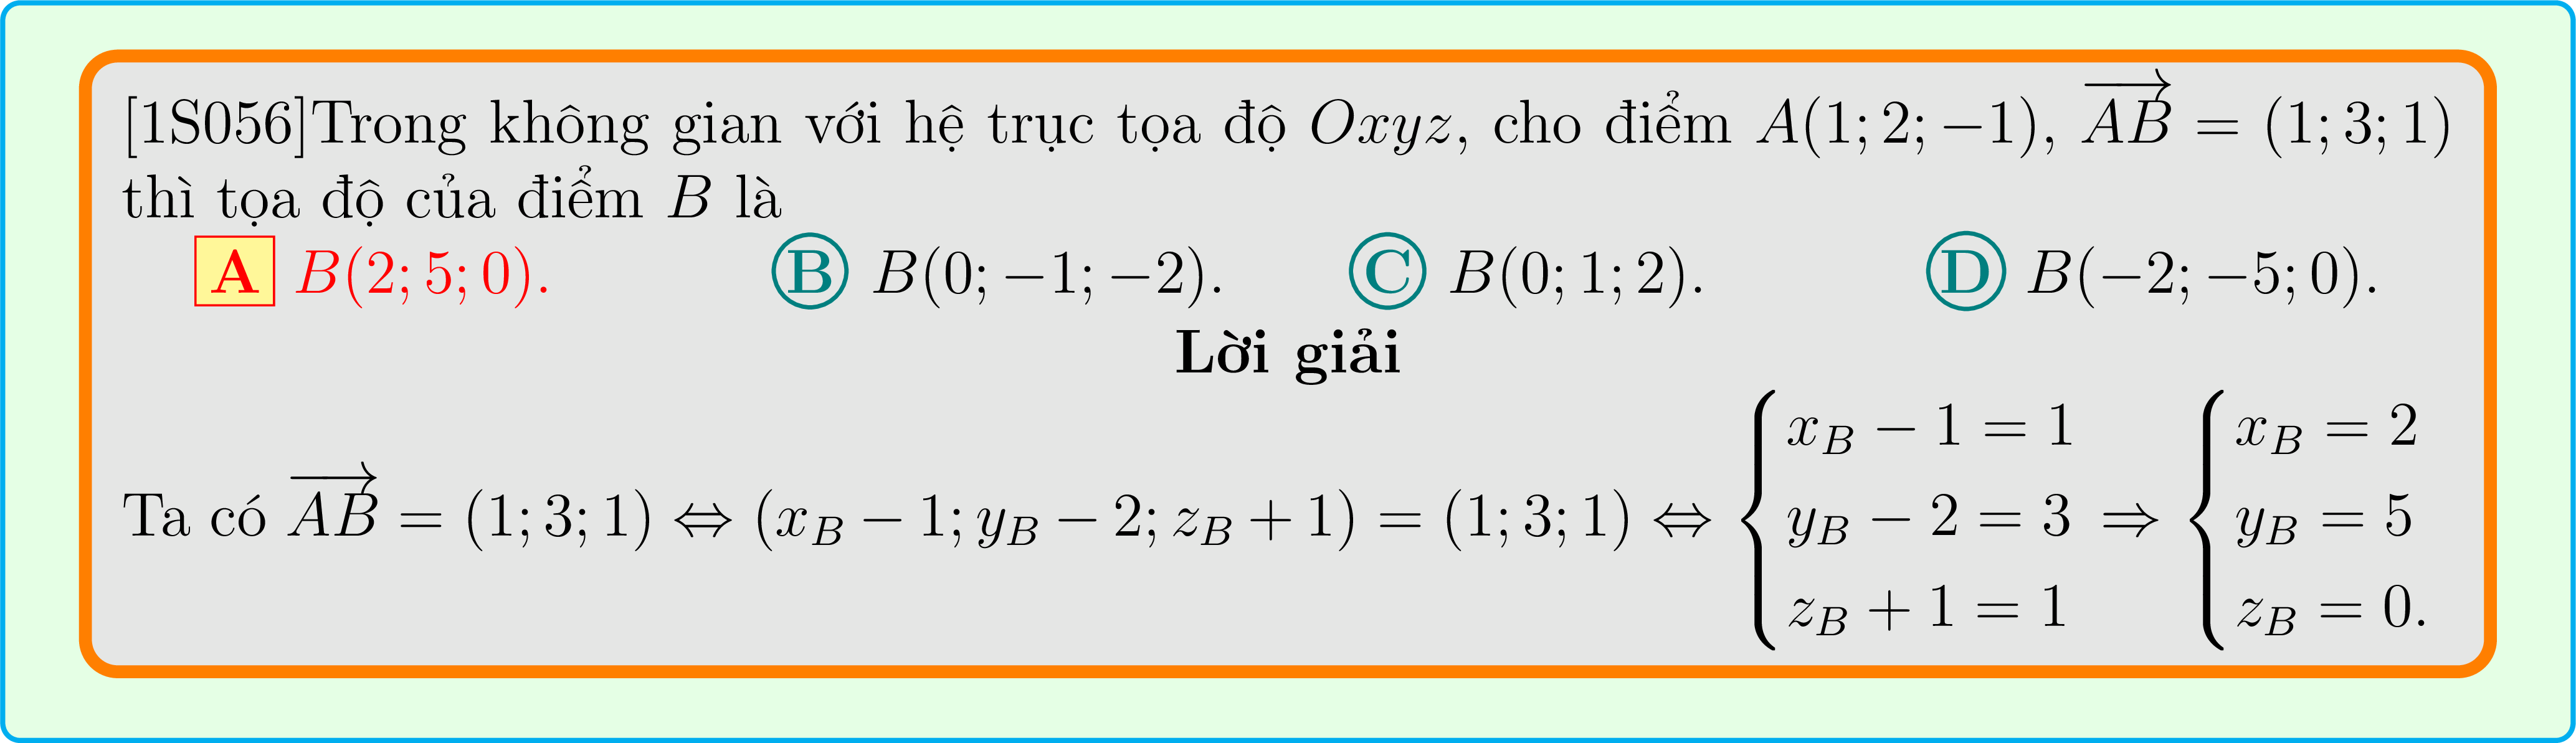 [1S056]Trong không gian với hệ trục tọa độ Oxyz, cho điểm A(1; 2; −1), $\overrightarrow{AB}$ = (1; 3; 1)
thì tọa độ của điểm B là
A B(2; 5; 0). B B(0; −1; −2). C B(0; 1; 2). D B(−2; −5; 0).
Lời giải
Ta có $\overrightarrow{AB} = (1; 3; 1) \Leftrightarrow (x_B - 1; y_B - 2; z_B + 1) = (1; 3; 1) \Leftrightarrow \begin{cases} x_B - 1 = 1 \\ y_B - 2 = 3 \\ z_B + 1 = 1 \end{cases} \Rightarrow \begin{cases} x_B = 2 \\ y_B = 5 \\ z_B = 0. \end{cases}$